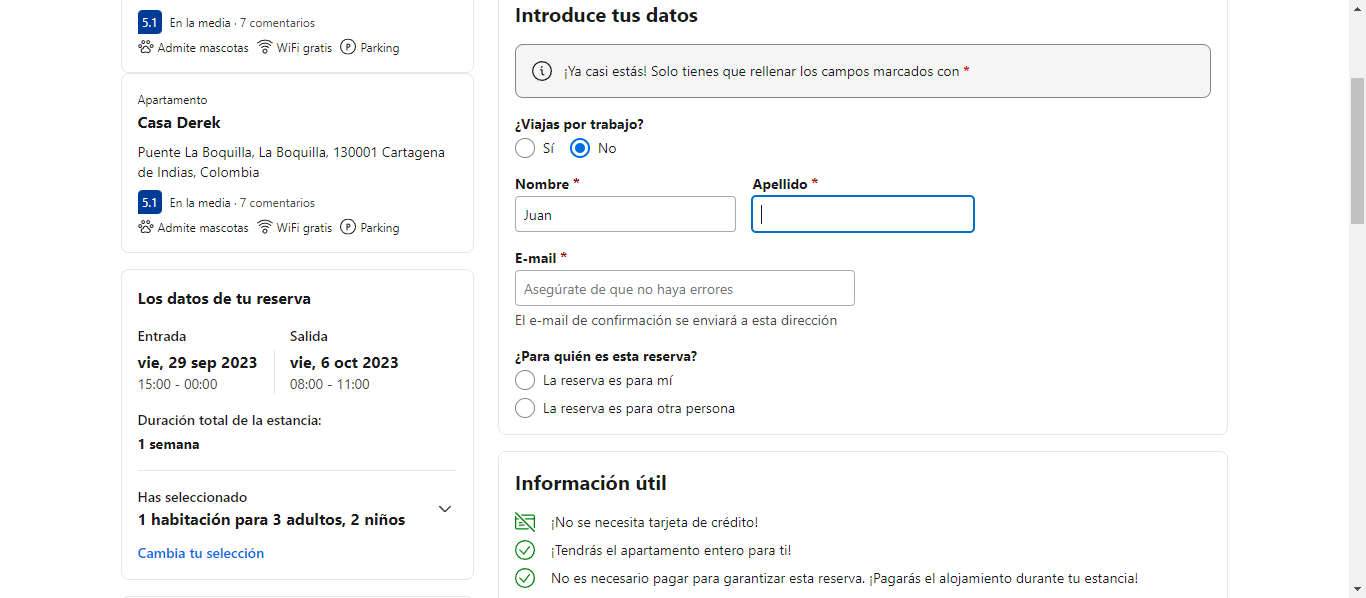 5.1 En la media · 7 comentarios
Admite mascotas WiFi gratis Parking
Apartamento
Casa Derek
Puente La Boquilla, La Boquilla, 130001 Cartagena
de Indias, Colombia
5.1 En la media · 7 comentarios
Admite mascotas WiFi gratis Parking
Los datos de tu reserva
Entrada Salida
vie, 29 sep 2023 vie, 6 oct 2023
15:00 - 00:00 08:00 - 11:00
Duración total de la estancia:
1 semana
Has seleccionado
1 habitación para 3 adultos, 2 niños
Cambia tu selección
Introduce tus datos
¡Ya casi estás! Solo tienes que rellenar los campos marcados con *
¿Viajas por trabajo?
Sí No
Nombre * Apellido *
Juan
E-mail *
Asegúrate de que no haya errores
El e-mail de confirmación se enviará a esta dirección
¿Para quién es esta reserva?
La reserva es para mí
La reserva es para otra persona
Información útil
¡No se necesita tarjeta de crédito!
¡Tendrás el apartamento entero para ti!
No es necesario pagar para garantizar esta reserva. ¡Pagarás el alojamiento durante tu estancia!